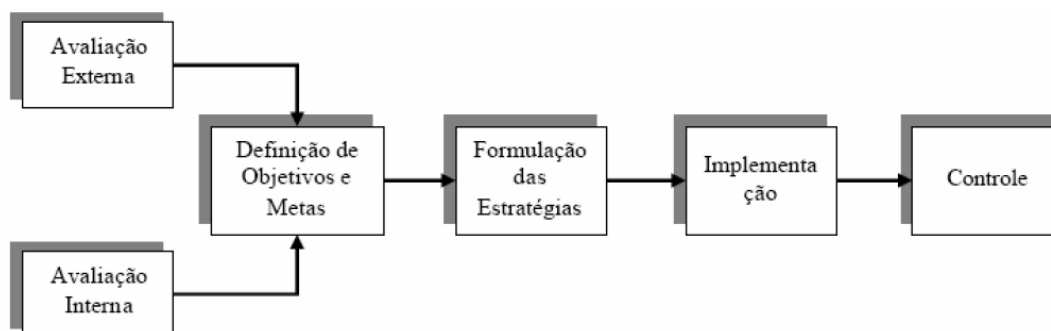 Avaliação
Externa
Definição de
Objetivos e
Metas
Formulação
das
Estratégias
Implementa
ção
Controle
Avaliação
Interna